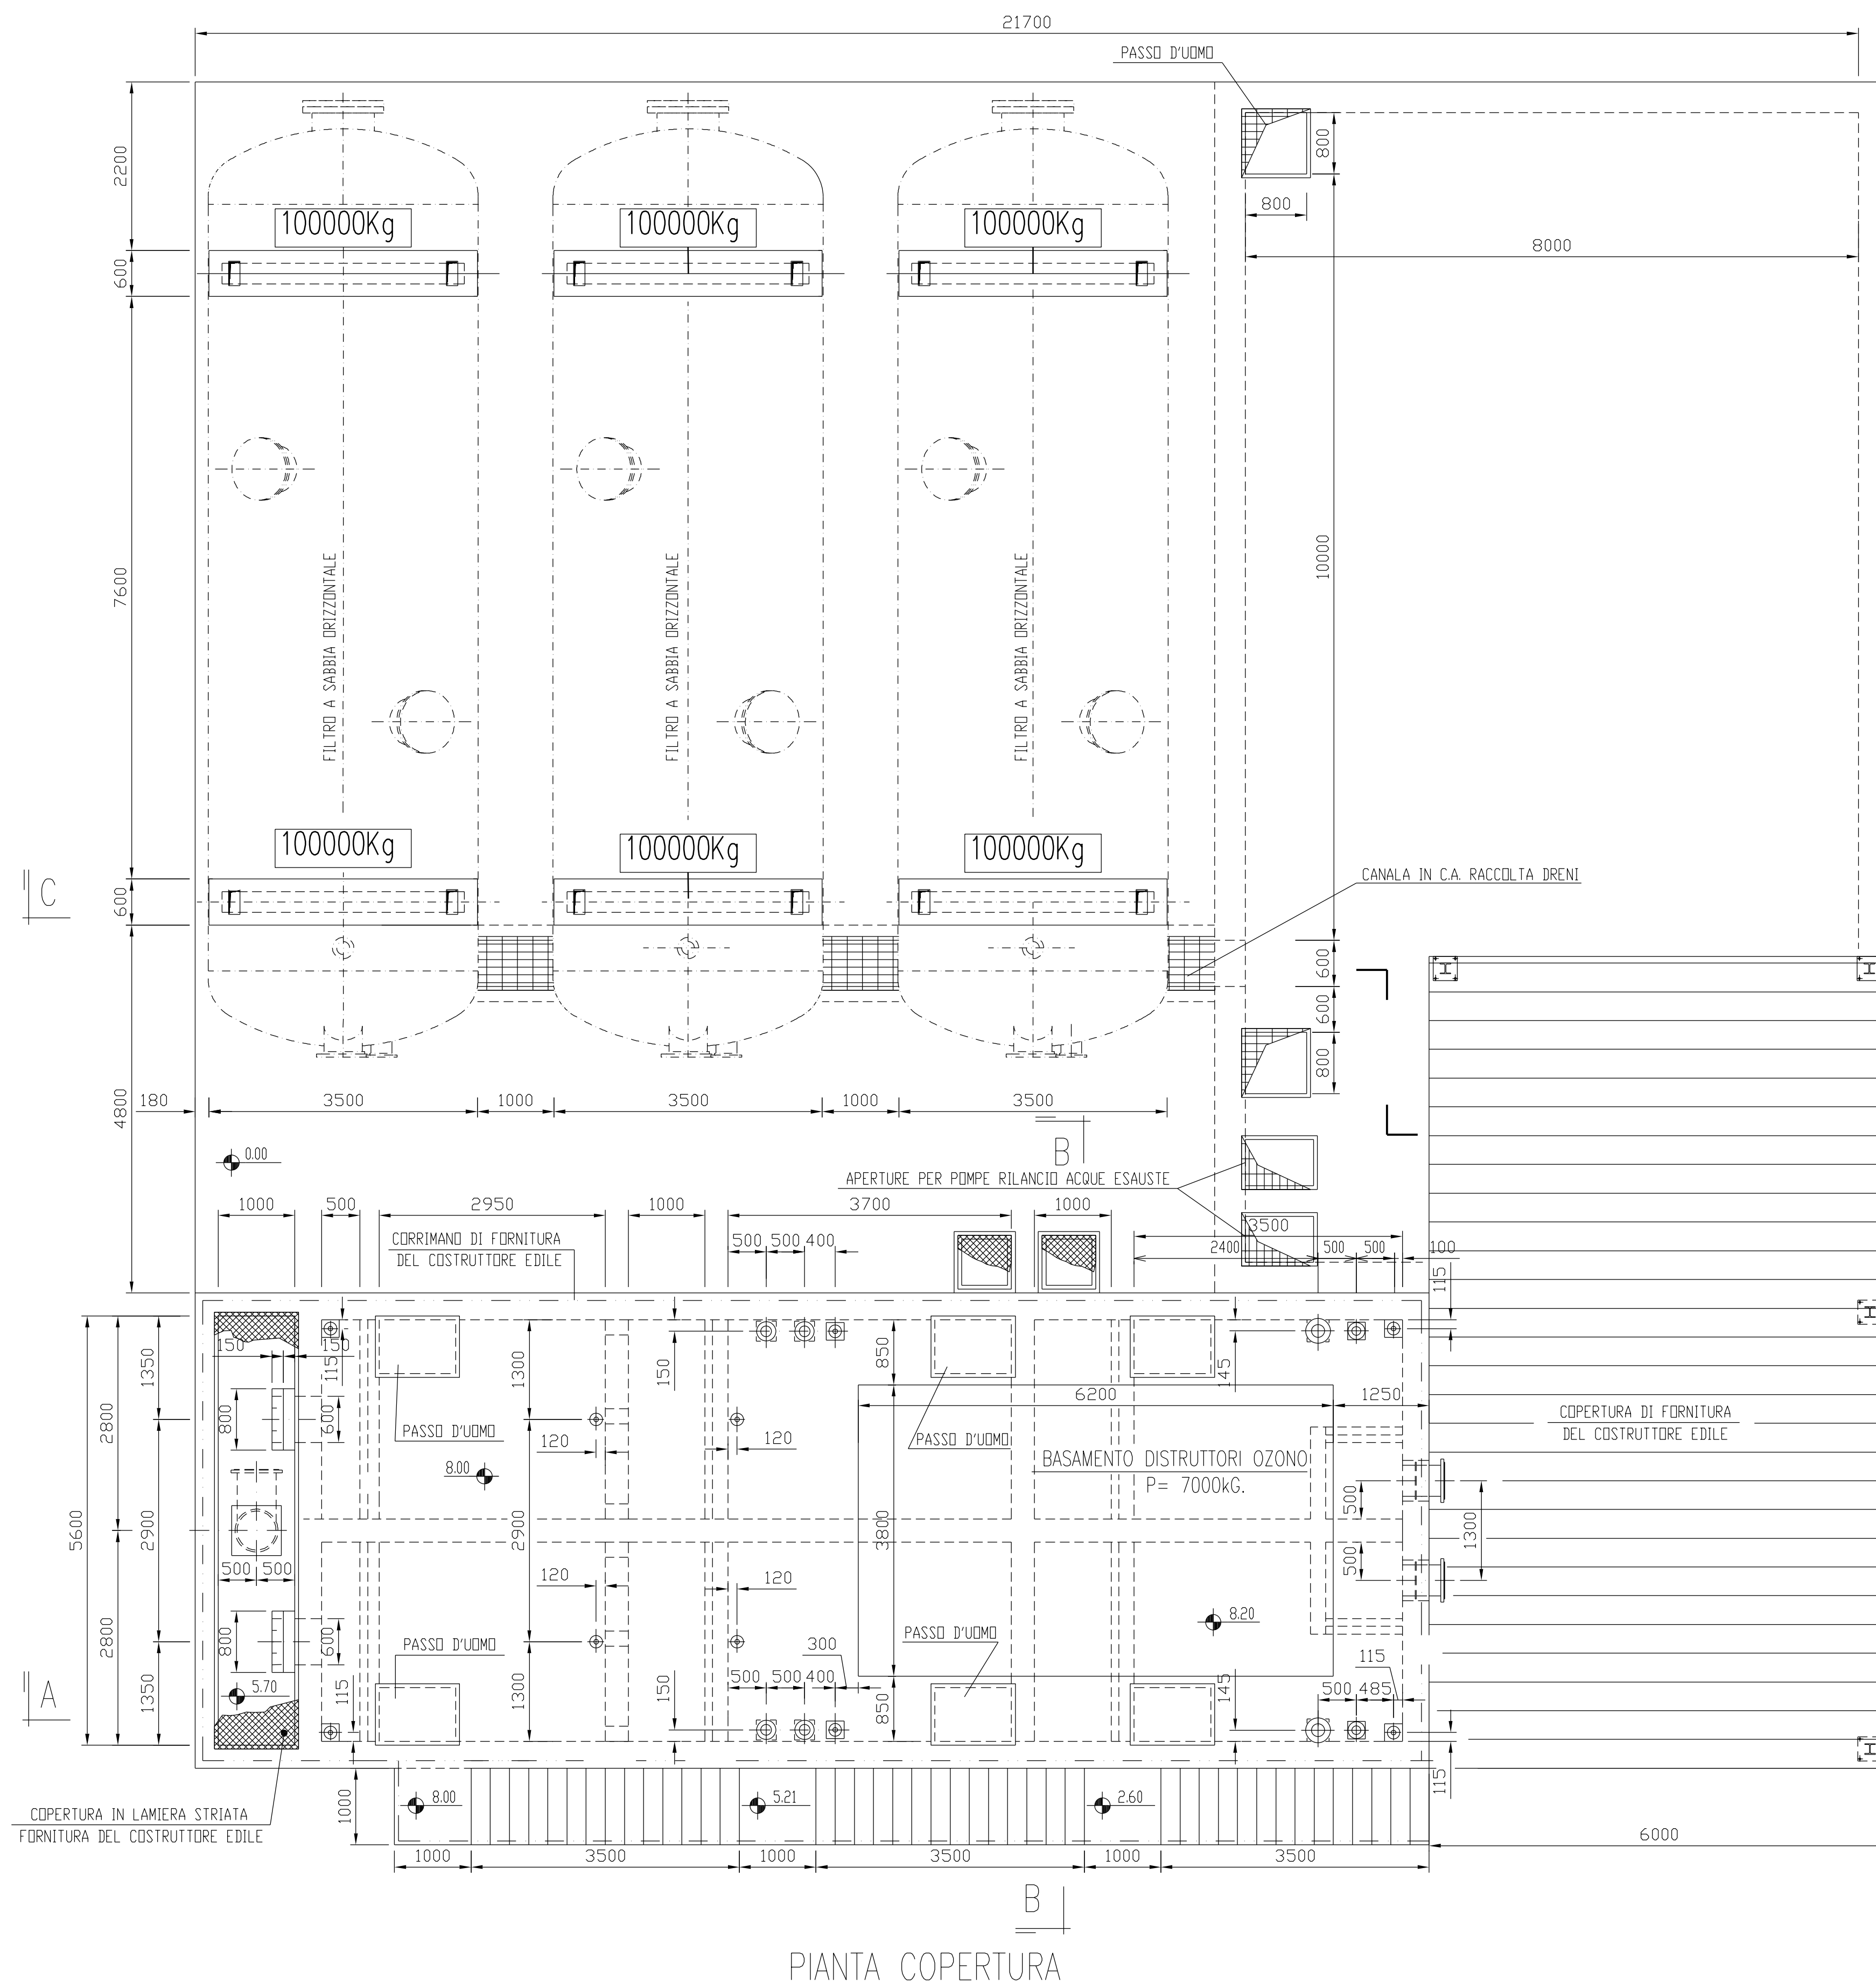 21700
PASSO D'UOMO
2200
800
100000Kg
100000Kg
100000Kg
800
8000
600
FILTRO A SABBIA ORIZZONTALE
FILTRO A SABBIA ORIZZONTALE
FILTRO A SABBIA ORIZZONTALE
10000
7600
100000Kg
100000Kg
100000Kg
CANALA IN C.A. RACCOLTA DRENI
C
600
600
H
H
600
800
4800
180
3500
1000
3500
1000
3500
B
0.00
APERTURE PER POMPE RILANCIO ACQUE ESAUSTE
1000
500
2950
1000
3700
1000
3500
CORRIMANO DI FORNITURA
DEL COSTRUTTORE EDILE
500
500
400
2400
500
500
100
115
H
150
150
115
1300
150
850
145
1350
2800
800
600
6200
1250
COPERTURA DI FORNITURA
DEL COSTRUTTORE EDILE
PASSO D'UOMO
120
120
PASSO D'UOMO
8.00
BASAMENTO DISTRUTTORI OZONO
P= 7000kG.
5600
2900
2900
3800
500
1300
500
500
500
120
120
8.20
2800
800
600
PASSO D'UOMO
300
PASSO D'UOMO
115
500
500
400
500
485
A
5.70
1350
115
1300
150
850
145
H
115
1000
8.00
5.21
2.60
COPERTURA IN LAMIERA STRIATA
FORNITURA DEL COSTRUTTORE EDILE
6000
1000
3500
1000
3500
1000
3500
B
PIANTA COPERTURA